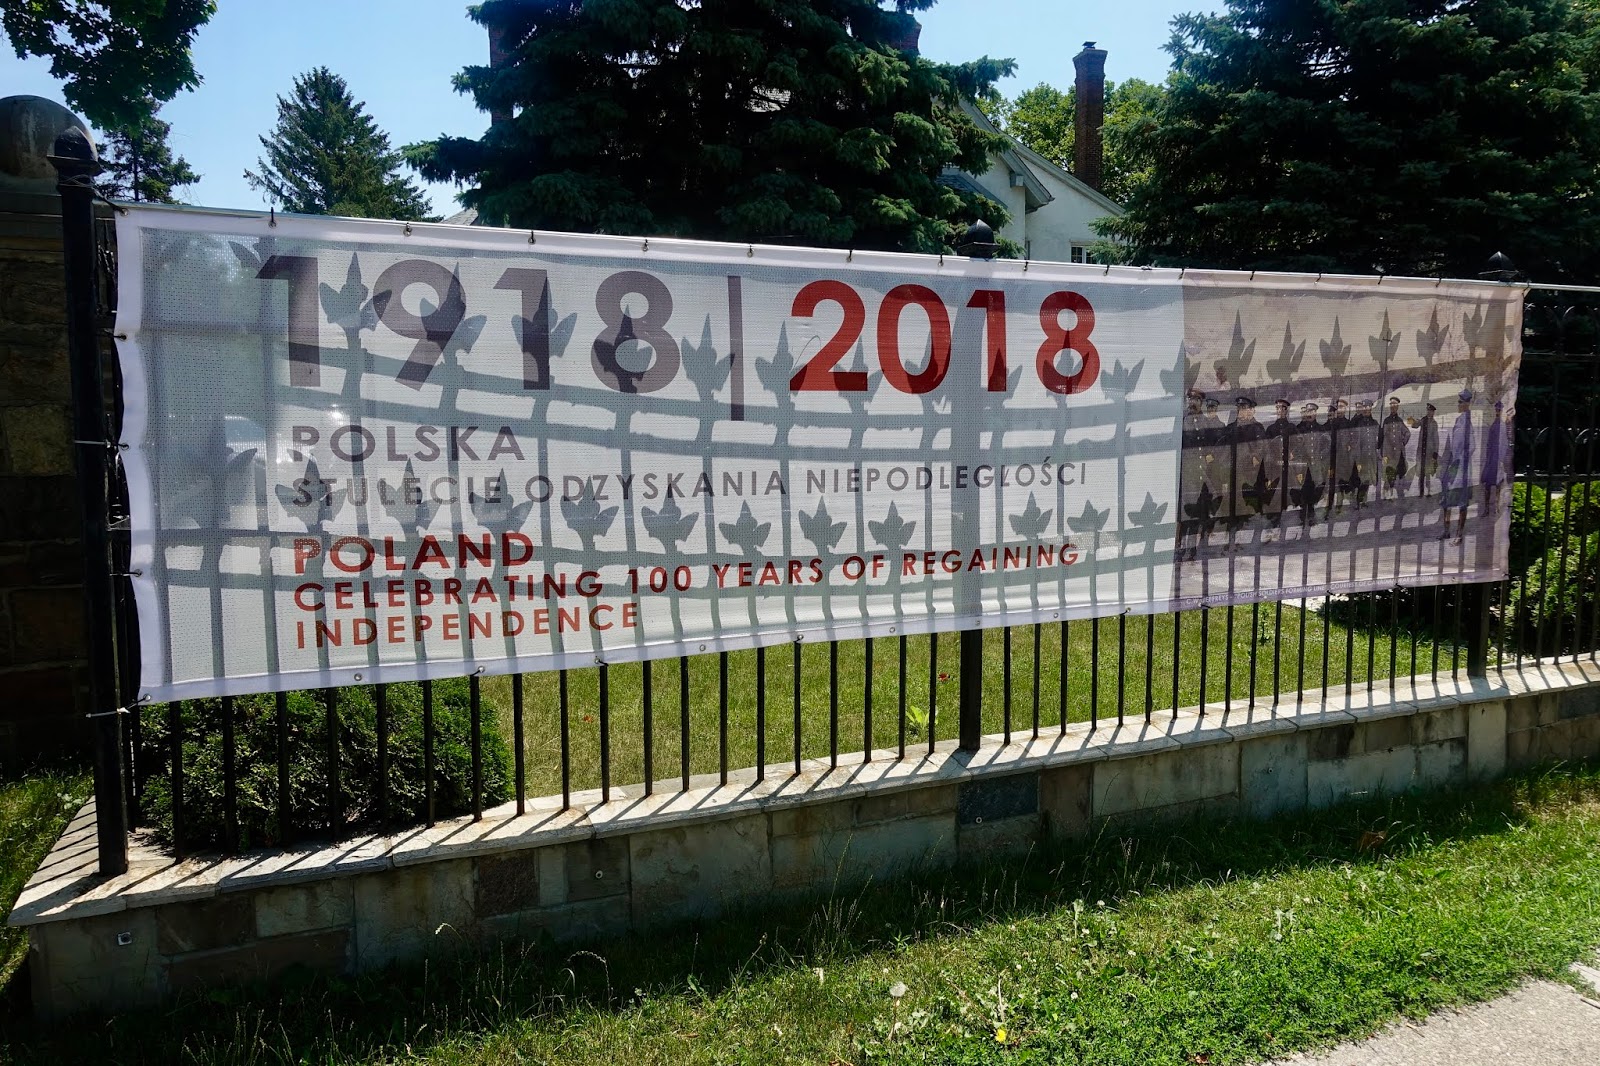 1918 | 2018
POLSKA
STULECIE ODZYSKANIA NIEPODLEGŁOŚCI
POLAND
CELEBRATING 100 YEARS OF REGAINING
INDEPENDENCE